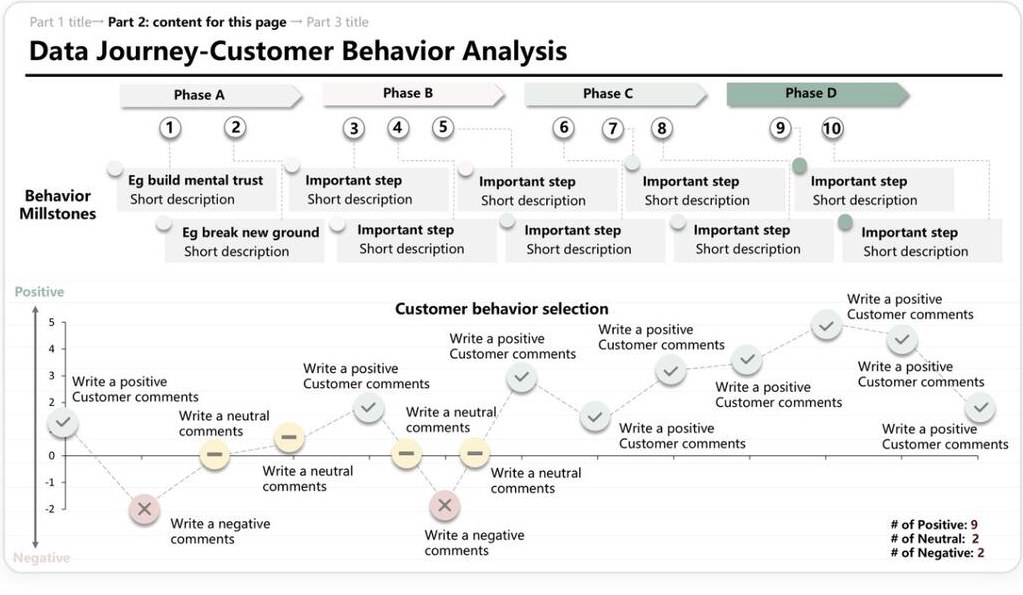 Part 1 title→ Part 2: content for this page → Part 3 title
Data Journey-Customer Behavior Analysis
Phase A
Phase B
Phase C
Phase D
1
2
3
4
5
6
7
8
9
10
Behavior
Millstones
Eg build mental trust
Short description
Important step
Short description
Important step
Short description
Important step
Short description
Important step
Short description
Eg break new ground
Short description
Important step
Short description
Important step
Short description
Important step
Short description
Important step
Short description
Positive
Customer behavior selection
5
4
3
2
0
-1
-2
Negative
Write a positive
Customer comments
Write a negative
comments
Write a neutral
comments
Write a neutral
comments
Write a positive
Customer comments
Write a neutral
comments
Write a negative
comments
Write a neutral
comments
Write a positive
Customer comments
Write a positive
Customer comments
Write a positive
Customer comments
Write a positive
Customer comments
Write a positive
Customer comments
Write a positive
Customer comments
Write a positive
Customer comments
# of Positive: 9
# of Neutral: 2
# of Negative: 2